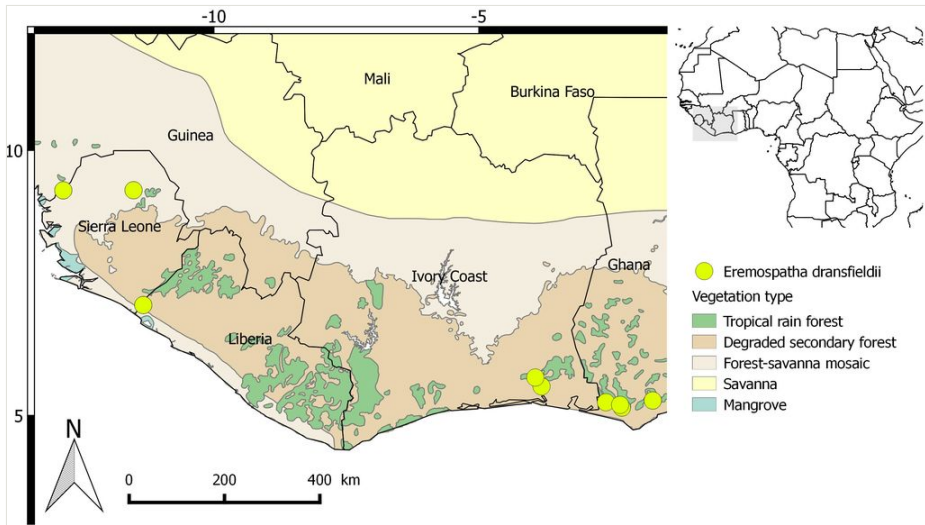 -10
-5
Mali
Burkina Faso
Guinea
10
Sierra Leone
Ivory Coast
Ghana
Liberia
5
N
0
200
400
km
Eremospatha dransfieldii
Vegetation type
Tropical rain forest
Degraded secondary forest
Forest-savanna mosaic
Savanna
Mangrove